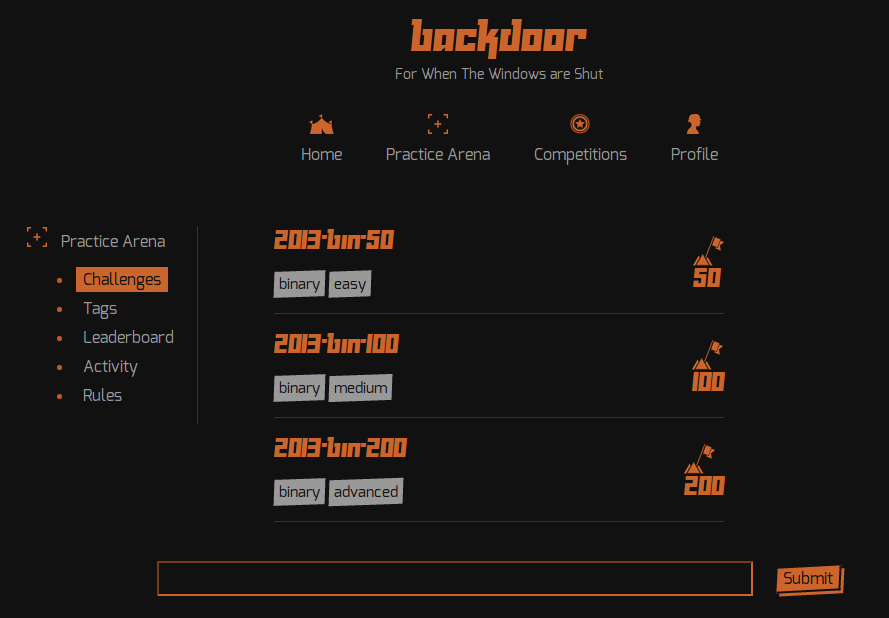 backdoor
For When The Windows are Shut
Home Practice Arena Competitions Profile
Practice Arena
Challenges
Tags
Leaderboard
Activity
Rules
2013-bin-50
binary easy
50
2013-bin-100
binary medium
100
2013-bin-200
binary advanced
200
Submit